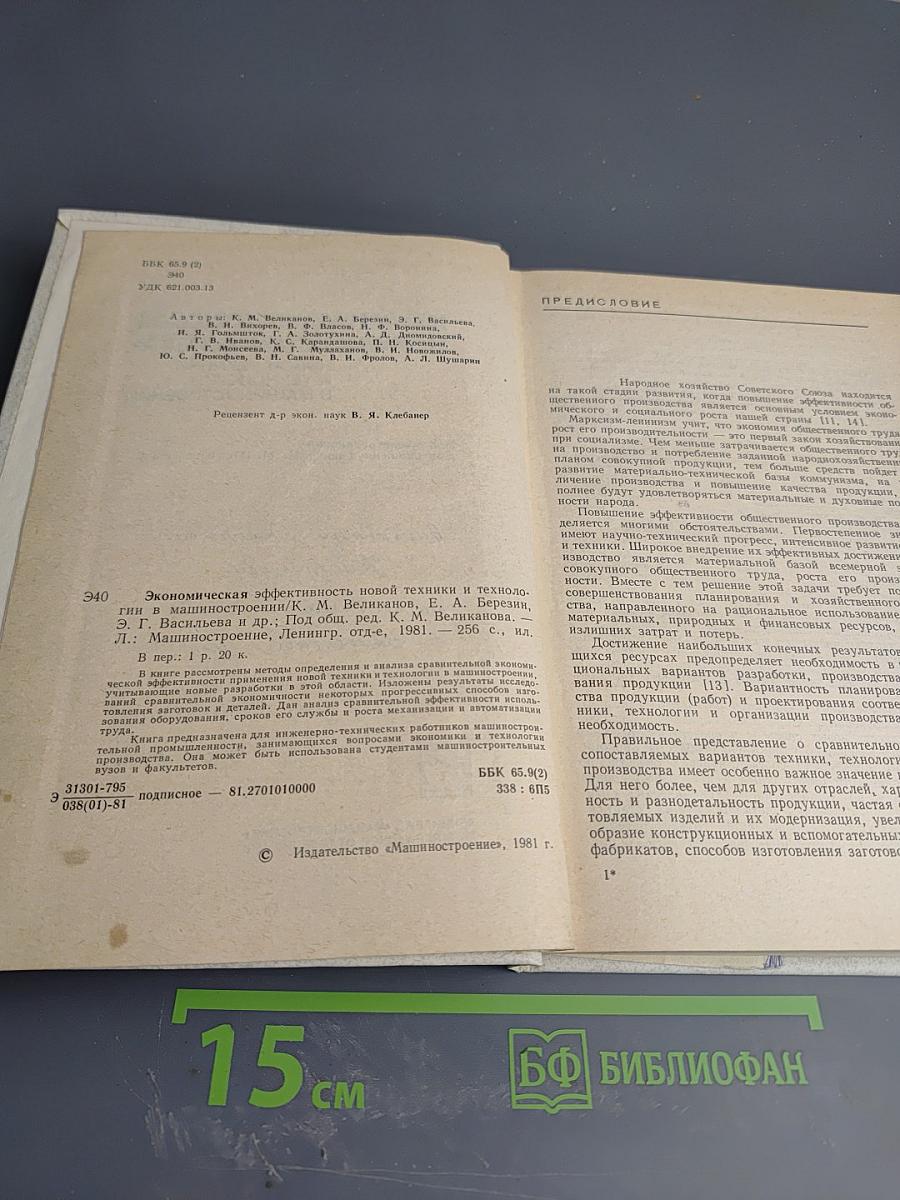 ББК 65.9 (2)
Э40
УДК 621.003.13
Авторы: К. М. Великанов, Е. А. Березин, Э. Г. Васильева,
В. И. Вихорев, В. Ф. Власов, Н. Ф. Воронина,
И. Я. Гольмшток, Г. А. Золотухина, А. Д. Диомидовский,
Г. В. Иванов, К. С. Карандашова, П. Н. Косицын,
Н. Г. Моисеева, М. Г. Муллаханов, В. И. Новожилов,
Ю. С. Прокофьев, В. Н. Савина, В. И. Фролов, А. Л. Шушарин
Рецензент д-р экон. наук В. Я. Клебанер
Э40 Экономическая эффективность новой техники и техноло-
гии в машиностроении/К. М. Великанов, Е. А. Березин,
Э. Г. Васильева и др.; Под общ. ред. К. М. Великанова. —
Л.: Машиностроение, Ленингр. отд-е, 1981. — 256 с., ил.
В пер.: 1 р. 20 к.
В книге рассмотрены методы определения и анализа сравнительной экономи-
ческой эффективности применения новой техники и технологии в машиностроении,
учитывающие новые разработки в этой области. Изложены результаты исследо-
ваний сравнительной экономичности некоторых прогрессивных способов изго-
товления заготовок и деталей. Дан анализ сравнительной эффективности исполь-
зования оборудования, сроков его службы и роста механизации и автоматизации
труда.
Книга предназначена для инженерно-технических работников машинострои-
тельной промышленности, занимающихся вопросами экономики и технологии
производства. Она может быть использована студентами машиностроительных
вузов и факультетов.
Э 31301-795
038(01)-81 подписное — 81.2701010000
ББК 65.9(2)
338 : 6П5
© Издательство «Машиностроение», 1981 г.
ПРЕДИСЛОВИЕ
Народное хозяйство Советского Союза находится
на такой стадии развития, когда повышение эффективности об-
щественного производства является основным условием эконо-
мического и социального роста нашей страны [11, 14].
Марксизм-ленинизм учит, что экономия общественного труда
рост его производительности — это первый закон хозяйствован
при социализме. Чем меньше затрачивается общественного тру
на производство и потребление заданной народнохозяйственн
планом совокупной продукции, тем больше средств пойдет
развитие материально-технической базы коммунизма, на
личение производства и повышение качества продукции,
полнее будут удовлетворяться материальные и духовные по
ности народа.
Повышение эффективности общественного производства
деляется многими обстоятельствами. Первостепенное зн
имеют научно-технический прогресс, интенсивное развити
и техники. Широкое внедрение их эффективных достижени
изводство является материальной базой всемерной э
совокупного общественного труда, роста его произ
ности. Вместе с тем решение этой задачи требует по
совершенствования планирования и хозяйственного
ства, направленного на рациональное использование
материальных, природных и финансовых ресурсов,
излишних затрат и потерь.
Достижение наибольших конечных результатов
щихся ресурсах предопределяет необходимость в
циональных вариантов разработки, производства
вания продукции [13]. Вариантность планирова
ства продукции (работ) и проектирования соотве
ники, технологии и организации производства
необходимость.
Правильное представление о сравнительно
сопоставляемых вариантов техники, технологи
производства имеет особенно важное значение
Для него более, чем для других отраслей, хар
ность и разнодетальность продукции, частая
товляемых изделий и их модернизация, увел
образие конструкционных и вспомогательных
фабрикатов, способов изготовления заготово
1*
15 см
БФ БИБЛИОФАН